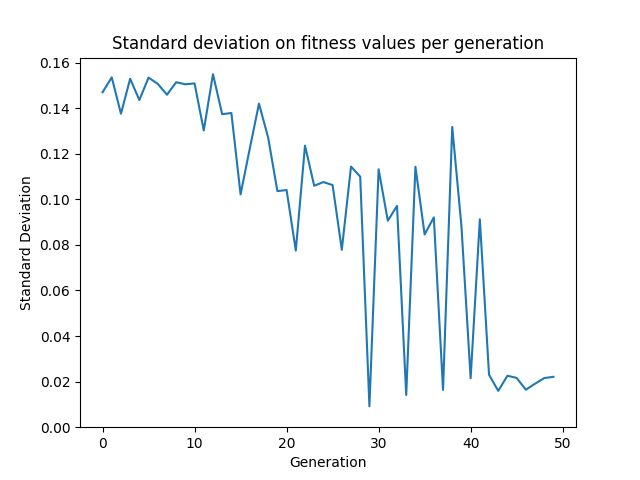 Standard deviation on fitness values per generation
0.16
0.14
0.12
0.10
0.08
0.06
0.04
0.02
0.00
Standard Deviation
0 10 20 30 40 50
Generation